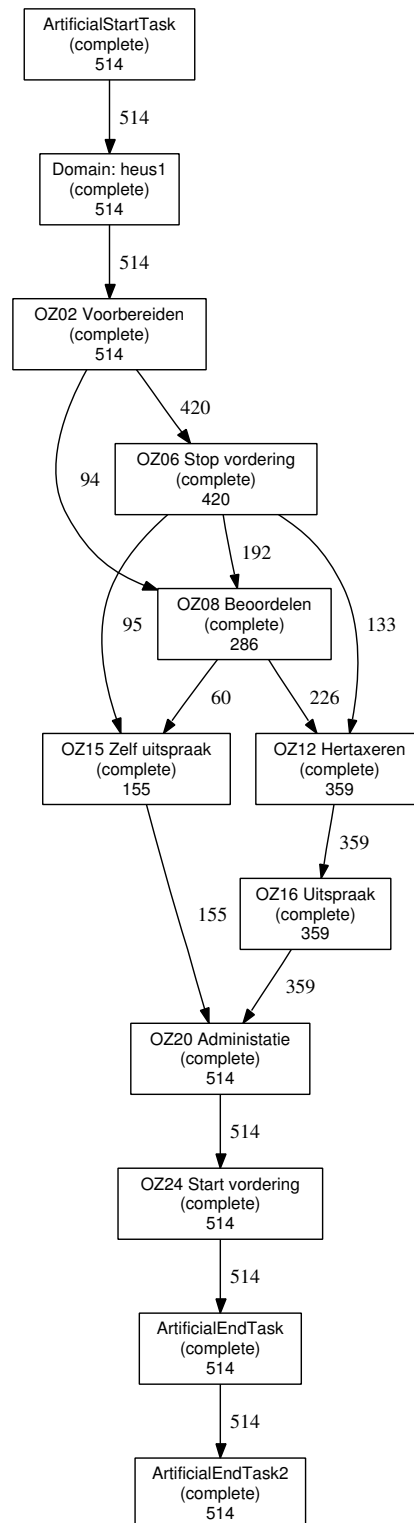 ArtificialStartTask
(complete)
514
514
Domain: heus1
(complete)
514
514
OZ02 Voorbereiden
(complete)
514
420
94
OZ06 Stop vordering
(complete)
420
192
95
133
OZ08 Beoordelen
(complete)
286
60
226
OZ15 Zelf uitspraak
(complete)
155
OZ12 Hertaxeren
(complete)
359
359
OZ16 Uitspraak
(complete)
359
155
359
OZ20 Administatie
(complete)
514
514
OZ24 Start vordering
(complete)
514
514
ArtificialEndTask
(complete)
514
514
ArtificialEndTask2
(complete)
514